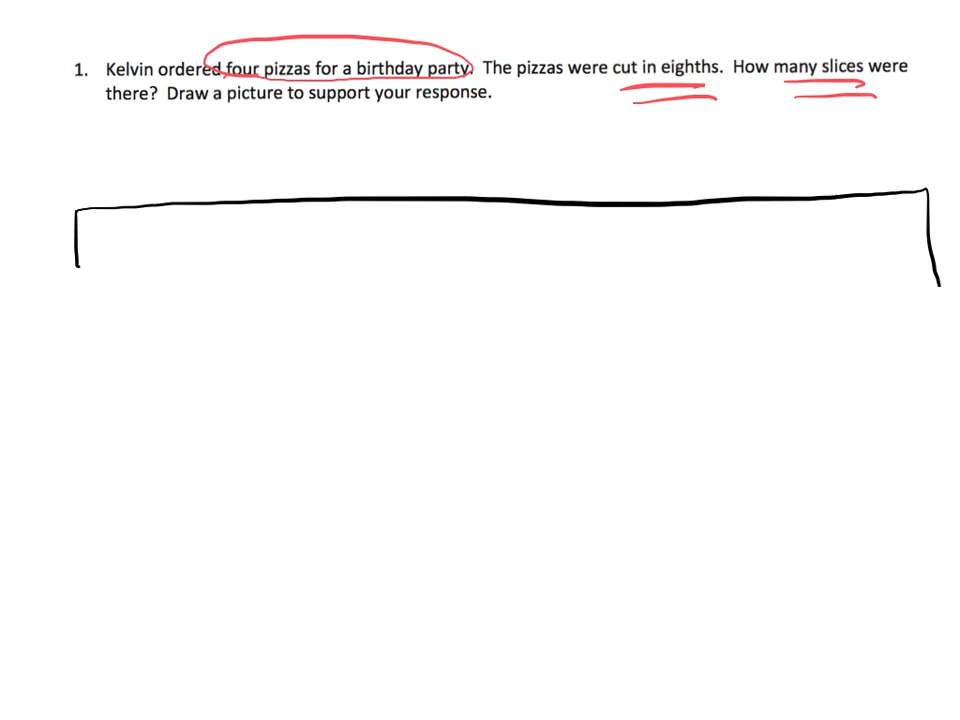 1. Kelvin ordered four pizzas for a birthday party. The pizzas were cut in eighths. How many slices were
there? Draw a picture to support your response.